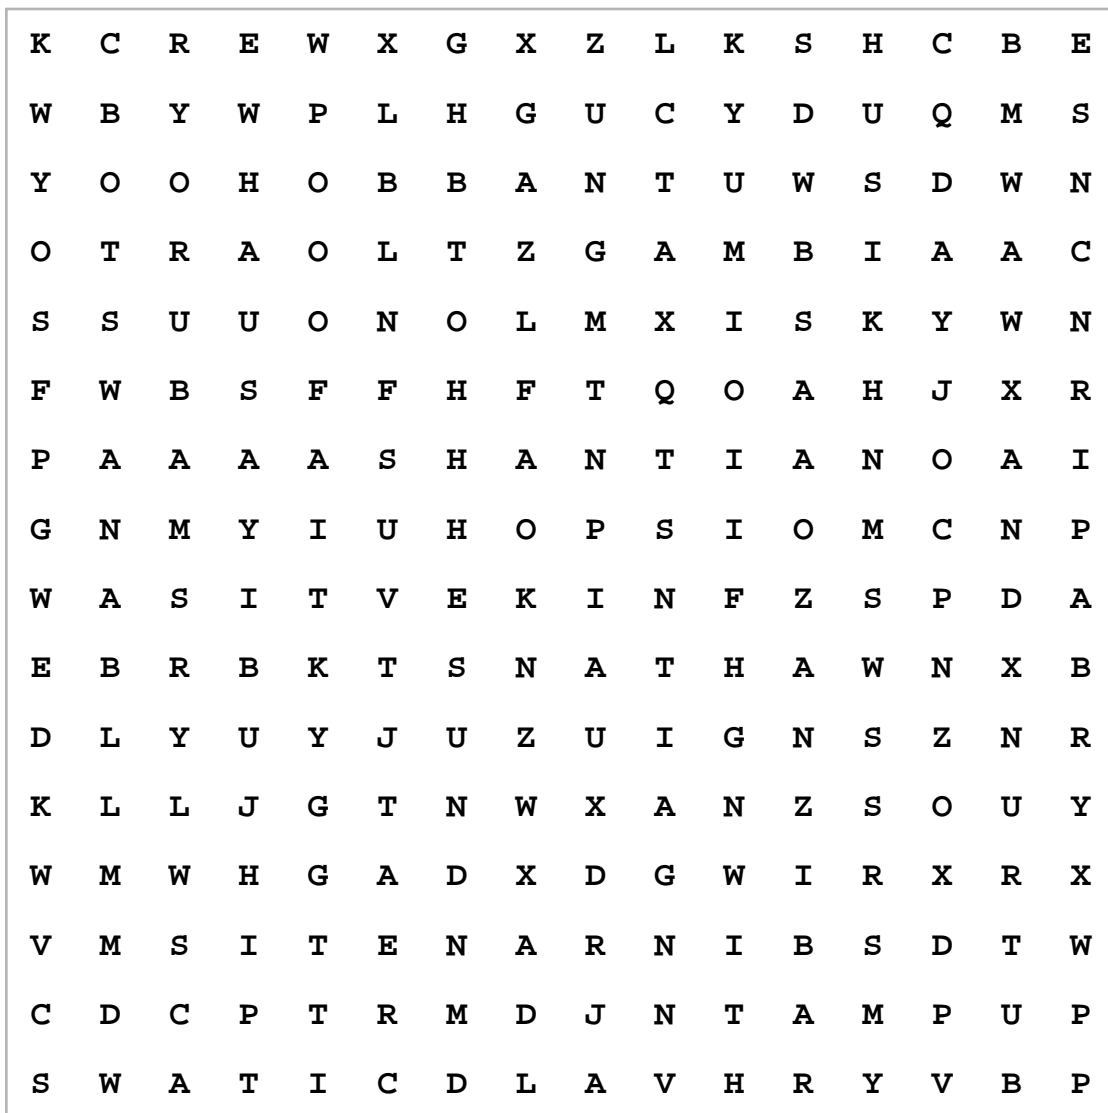 K C R E W X G X Z L K S H C B E
W B Y W P L H G U C Y D U Q M S
Y O O H O B B A N T U W S D W N
O T R A O L T Z G A M B I A A C
S S U U O N O L M X I S K Y W N
F W B S F F H F T Q O A H J X R
P A A A A S H A N T I A N O A I
G N M Y I U H O P S I O M C N P
W A S I T V E K I N F Z S P D A
E B R B K T S N A T H A W N X B
D L Y U Y J U Z U I G N S Z N R
K L L J G T N W X A N Z S O U Y
W M W H G A D X D G W I R X R X
V M S I T E N A R N I B S D T W
C D C P T R M D J N T A M P U P
S W A T I C D L A V H R Y V B P